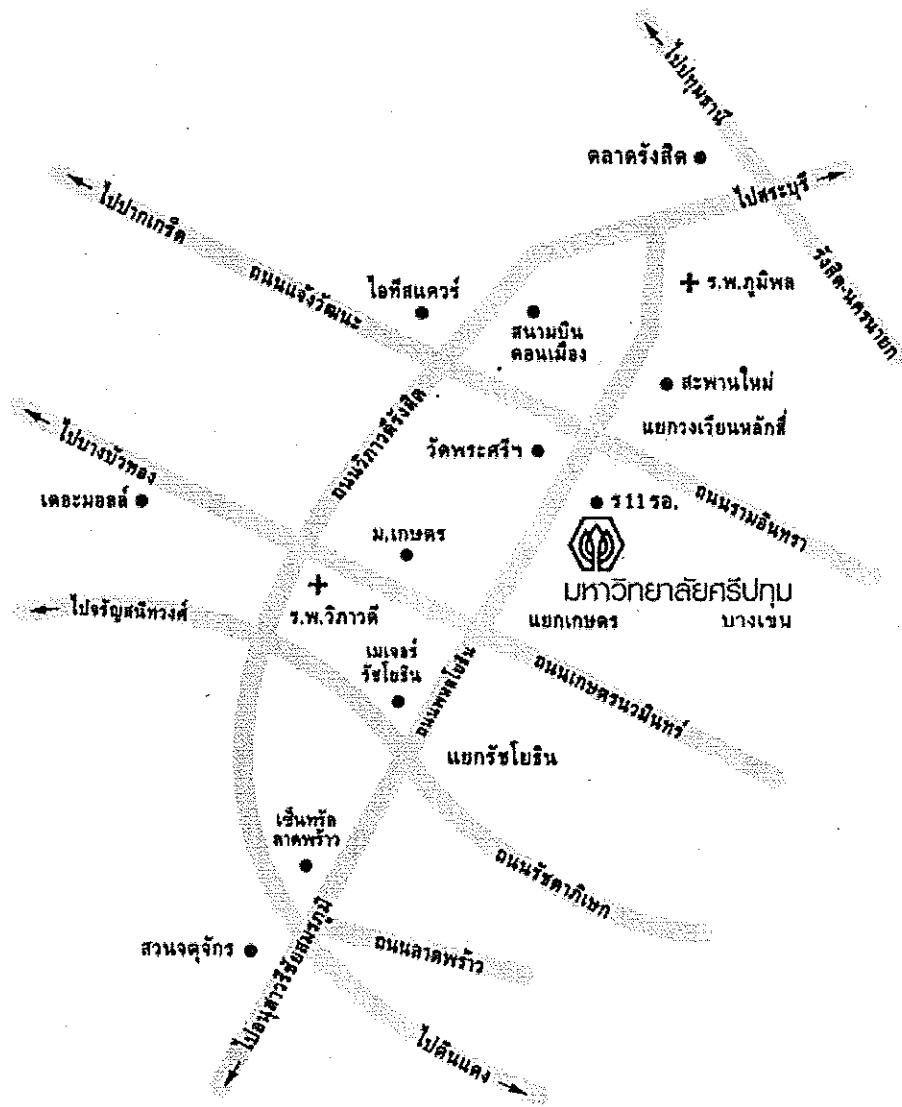 ไปปทุมธานี
ตลาดรังสิต
ไปสระบุรี
ไปปากเกร็ด
ถนนแจ้งวัฒนะ
ไอทีสแควร์
ร.พ.ภูมิพล
รังสิต-นครนายก
สนามบิน
ดอนเมือง
สะพานใหม่
แยกวงเวียนหลักสี่
ไปบางบัวทอง
ถนนวิภาวดีรังสิต
วัดพระศรีฯ
เดอะมอลล์
ร 11 รอ.
ถนนรามอินทรา
ม.เกษตร
มหาวิทยาลัยศรีปทุม
ไปจรัญสนิทวงศ์
ร.พ.วิภาวดี
แยกเกษตร
บางเขน
เมเจอร์
รัชโยธิน
ถนนพหลโยธิน
ถนนเกษตรนวมินทร์
แยกรัชโยธิน
เซ็นทรัล
ลาดพร้าว
ถนนรัชดาภิเษก
สวนจตุจักร
ไปอนุสาวรีชัยสมรภูมิ
ถนนลาดพร้าว
ไปดินแดง